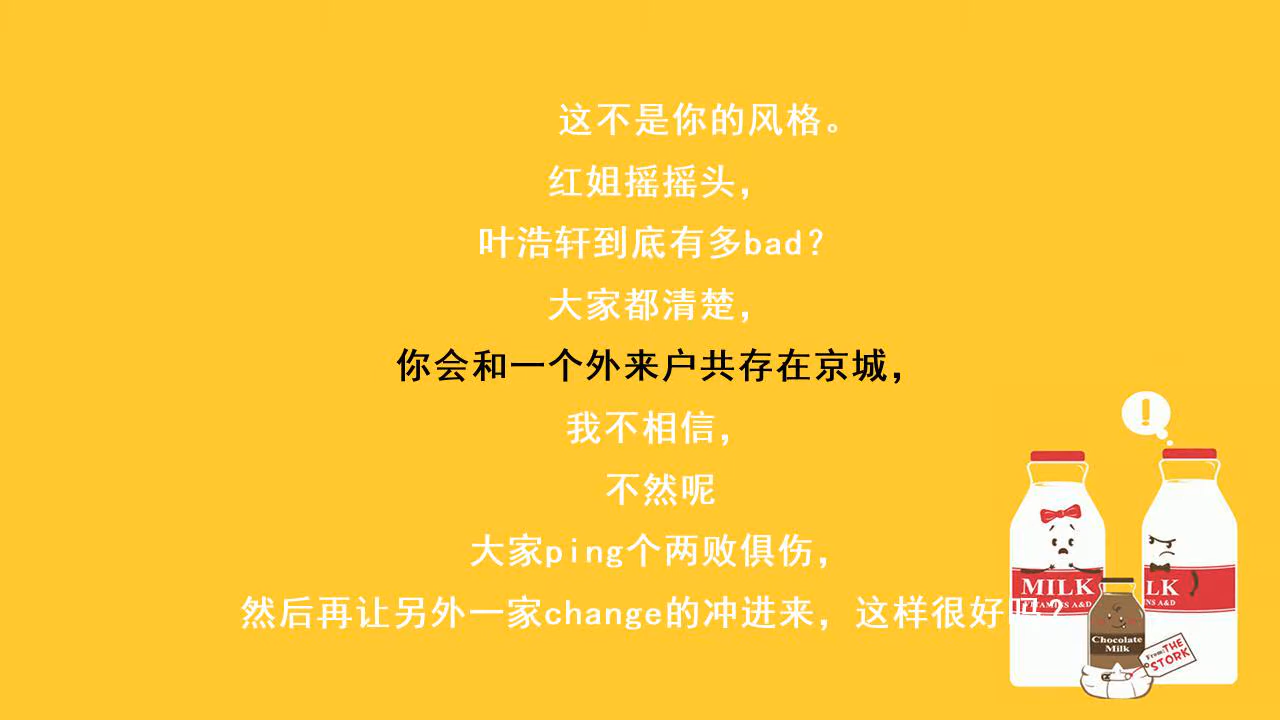 这不是你的风格。
红姐摇摇头，
叶浩轩到底有多bad？
大家都清楚，
你会和一个外来户共存在京城，
我不相信，
不然呢
大家ping个两败俱伤，
然后再让另外一家change的冲进来，这样很好吗？
!
MILK
VITAMINS A&D
LK
NS A&D
Chocolate
Milk
From: THE
STORK